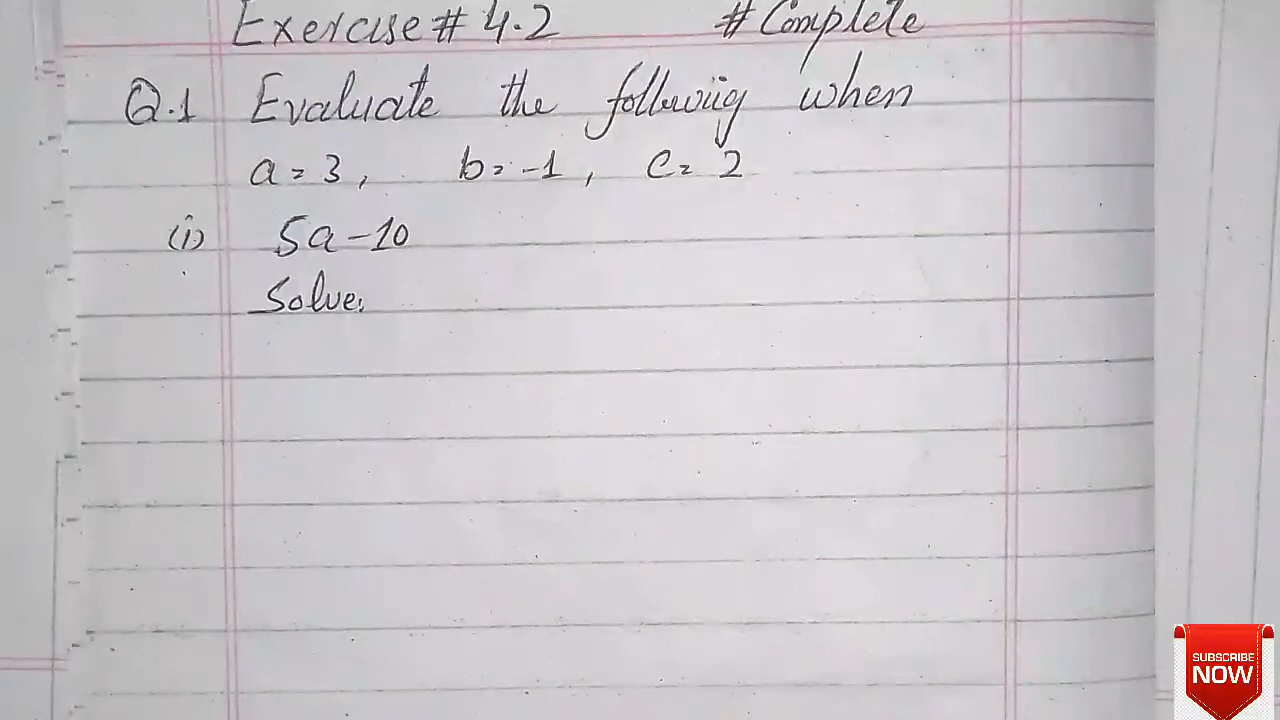 Exercise # 4.2 # Complete
Q.1 Evaluate the following when
a = 3, b = -1, c = 2
(i) 5a - 10
Solve:
SUBSCRIBE
NOW